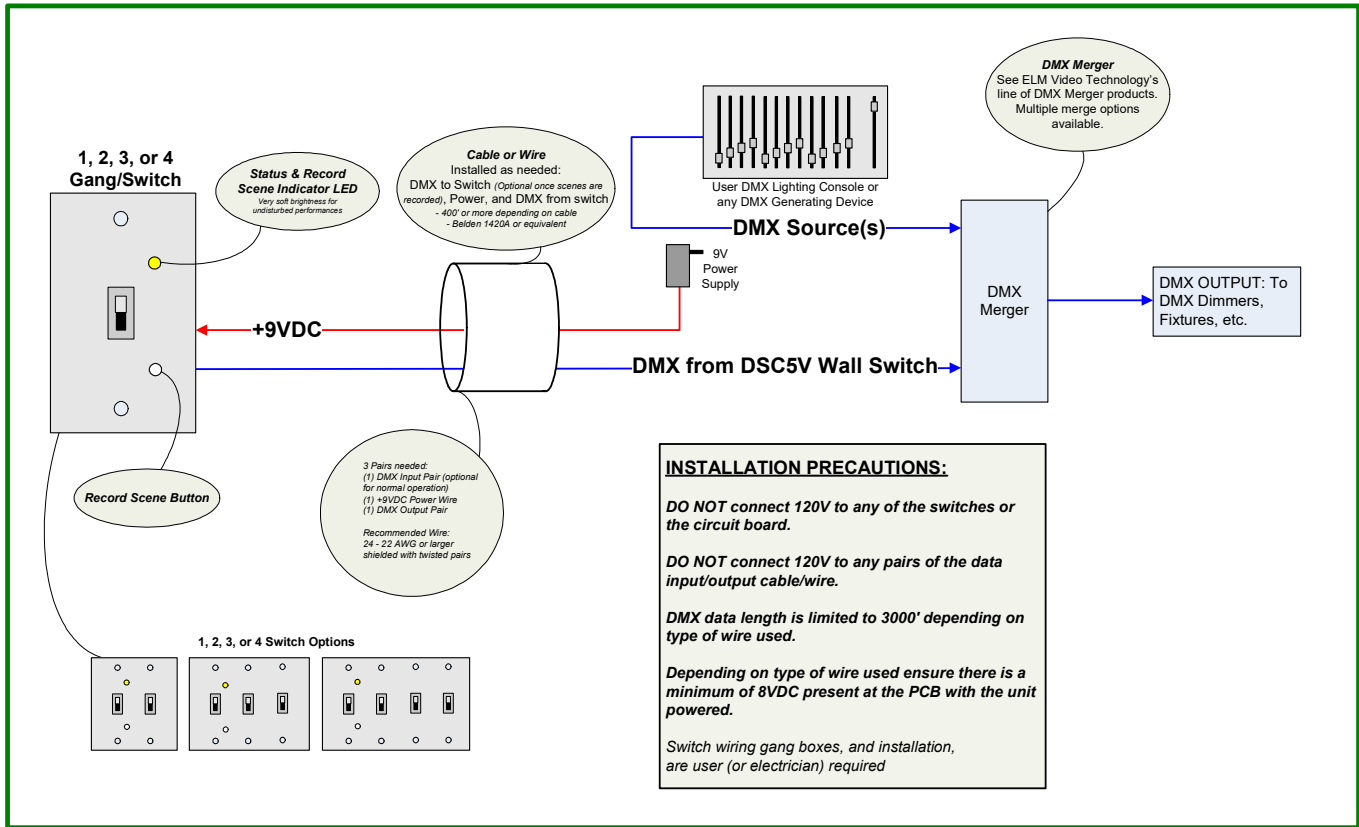 1, 2, 3, or 4
Gang/Switch
Status & Record
Scene Indicator LED
Very soft brightness for
undisturbed performances
Cable or Wire
Installed as needed:
DMX to Switch (Optional once scenes are
recorded), Power, and DMX from switch
- 400' or more depending on cable
- Belden 1420A or equivalent
User DMX Lighting Console or
any DMX Generating Device
DMX Merger
See ELM Video Technology's
line of DMX Merger products.
Multiple merge options
available.
DMX Source(s)
9V
Power
Supply
+9VDC
DMX from DSC5V Wall Switch
DMX
Merger
DMX OUTPUT: To
DMX Dimmers,
Fixtures, etc.
Record Scene Button
3 Pairs needed:
(1) DMX Input Pair (optional
for normal operation)
(1) +9VDC Power Wire
(1) DMX Output Pair
Recommended Wire:
24 - 22 AWG or larger
shielded with twisted pairs
1, 2, 3, or 4 Switch Options
INSTALLATION PRECAUTIONS:
DO NOT connect 120V to any of the switches or
the circuit board.
DO NOT connect 120V to any pairs of the data
input/output cable/wire.
DMX data length is limited to 3000' depending on
type of wire used.
Depending on type of wire used ensure there is a
minimum of 8VDC present at the PCB with the unit
powered.
Switch wiring gang boxes, and installation,
are user (or electrician) required